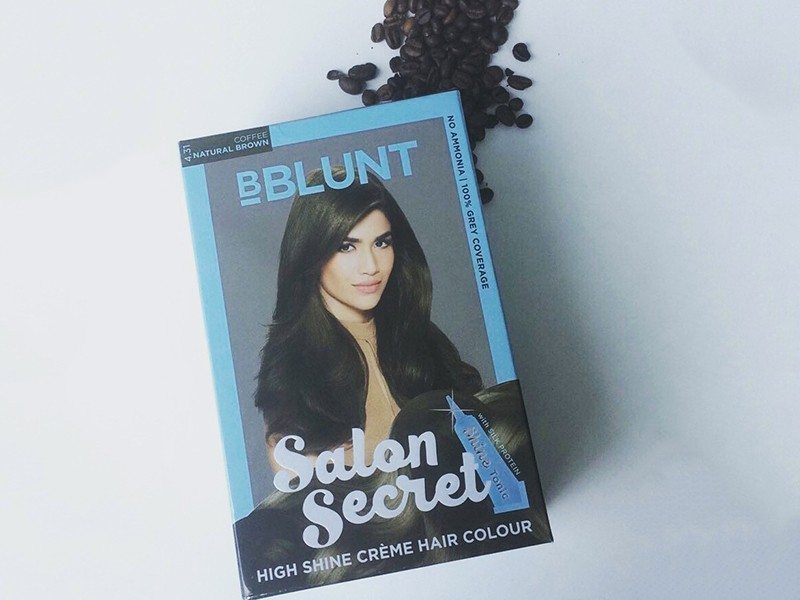 COFFEE
4.31 NATURAL BROWN
BBLUNT
NO AMMONIA | 100% GREY COVERAGE
with SILK PROTEIN
Shine Tonic
Salon
Secret
HIGH SHINE CRÈME HAIR COLOUR